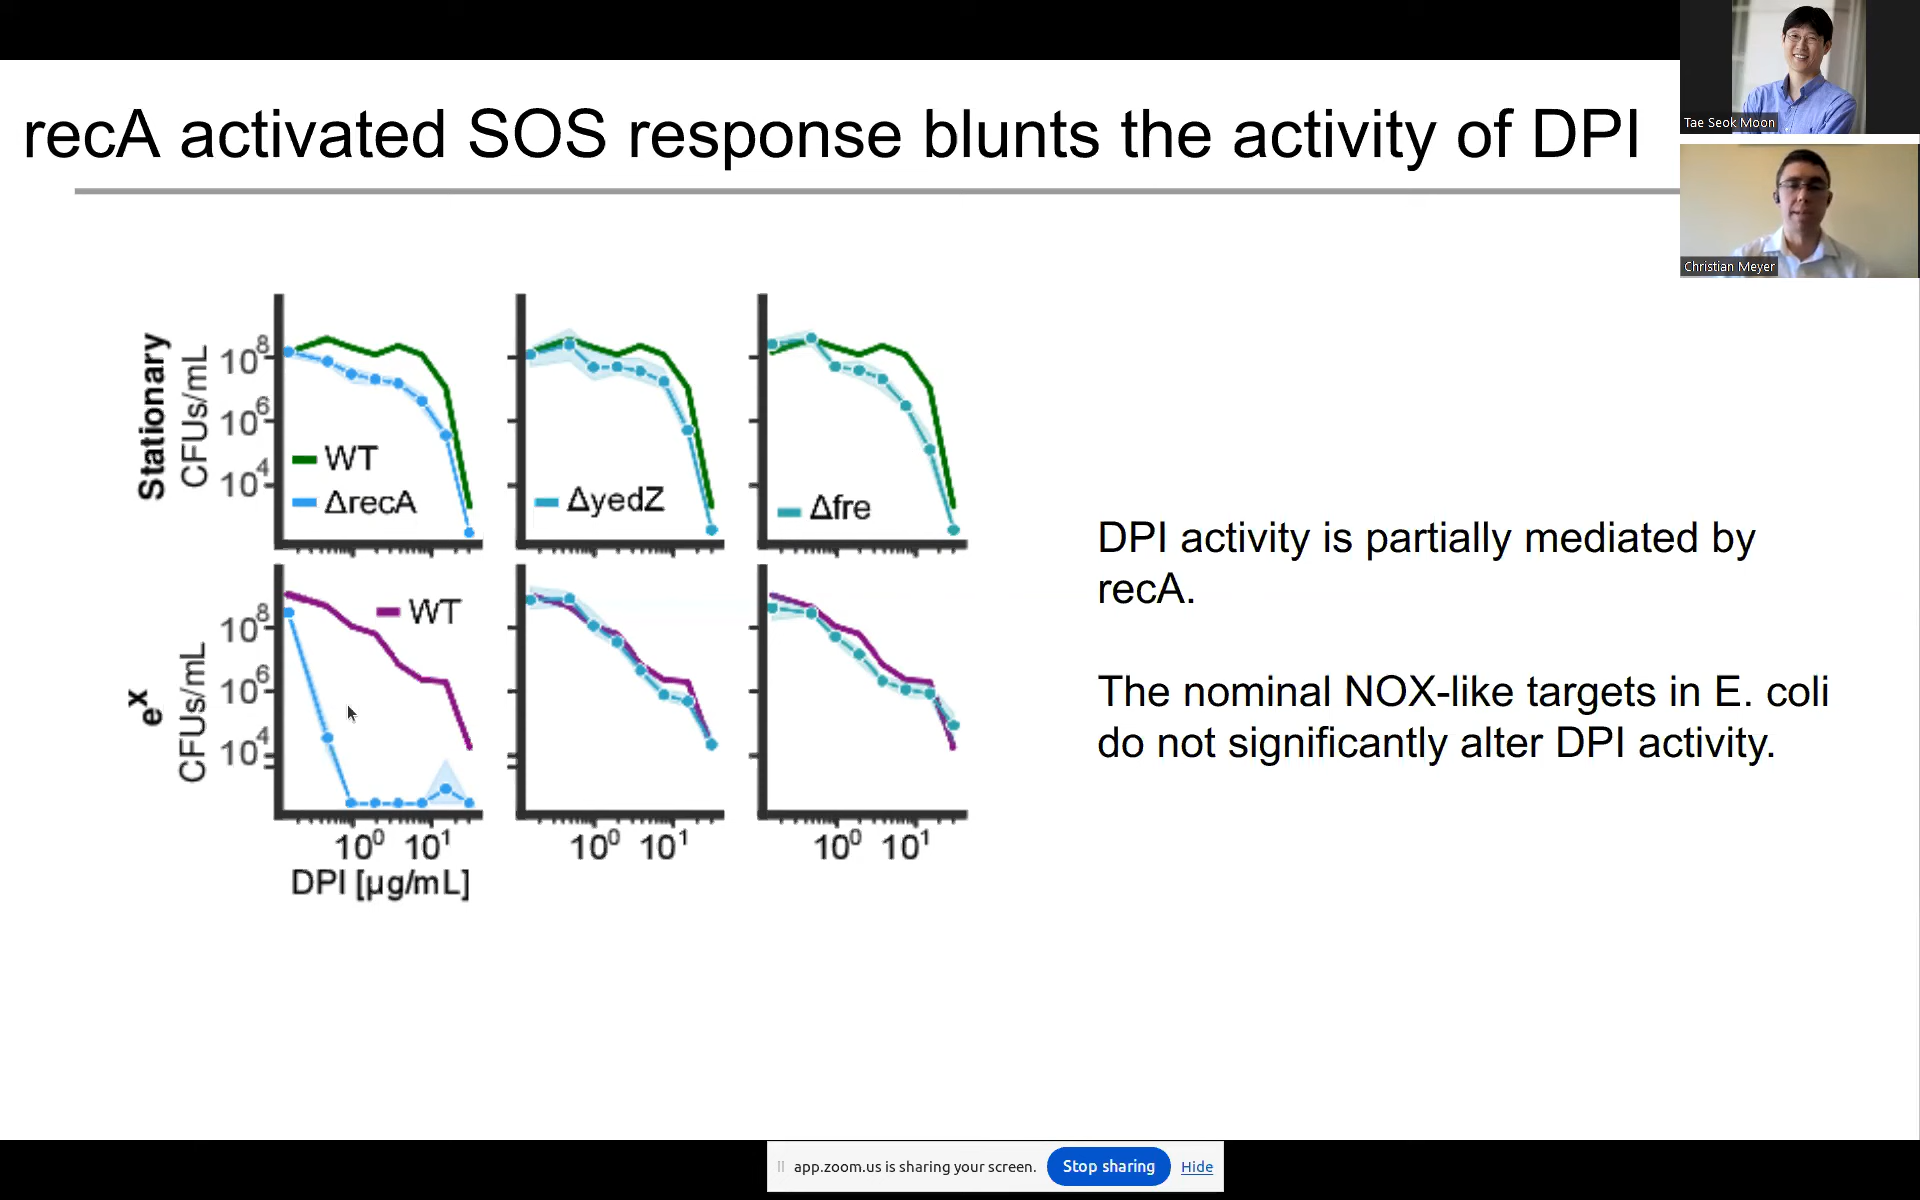 recA activated SOS response blunts the activity of DPI
Tae Seok Moon
Christian Meyer
Stationary
CFUs/mL
10⁸
10⁶
10⁴
WT
ΔrecA
ΔyedZ
Δfre
eˣ
CFUs/mL
10⁸
10⁶
10⁴
WT
10⁰ 10¹
10⁰ 10¹
10⁰ 10¹
DPI [µg/mL]
DPI activity is partially mediated by
recA.
The nominal NOX-like targets in E. coli
do not significantly alter DPI activity.
app.zoom.us is sharing your screen.
Stop sharing
Hide